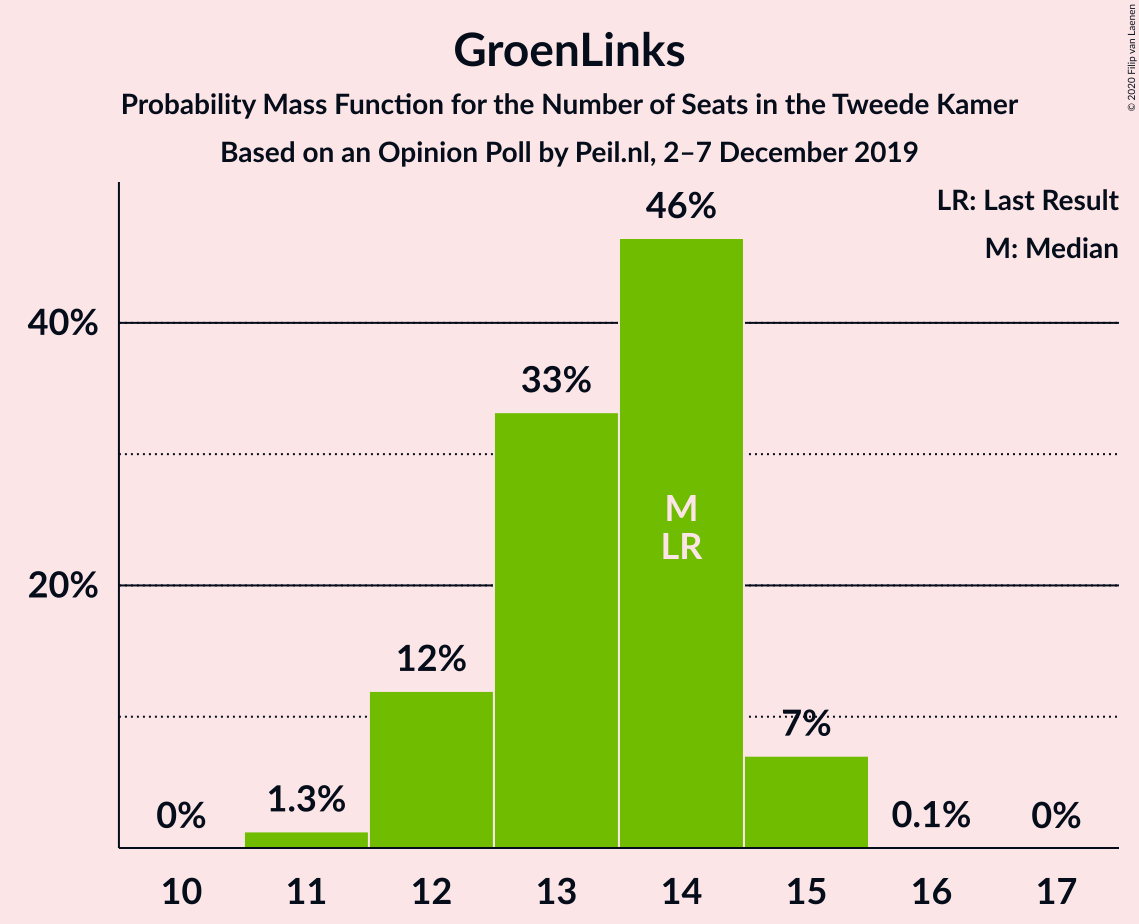 GroenLinks
Probability Mass Function for the Number of Seats in the Tweede Kamer
Based on an Opinion Poll by Peil.nl, 2–7 December 2019
© 2020 Filip van Laenen
LR: Last Result
M: Median
40%
20%
0%
1.3%
12%
33%
46%
7%
0.1%
0%
M
LR
10
11
12
13
14
15
16
17